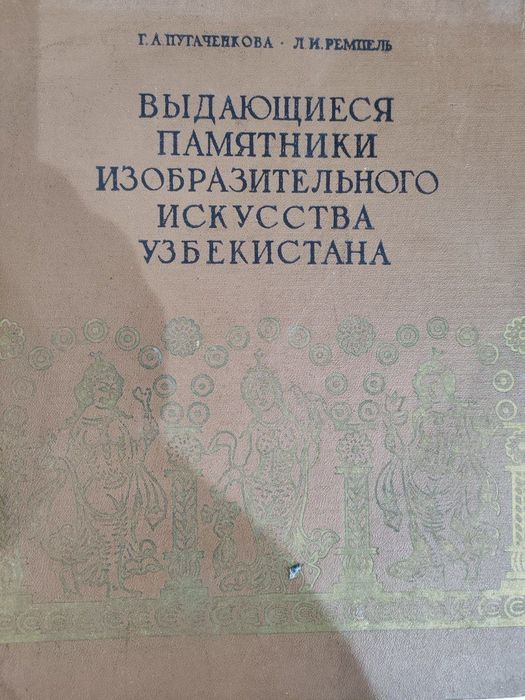 Г. А. ПУГАЧЕНКОВА · Л. И. РЕМПЕЛЬ
ВЫДАЮЩИЕСЯ
ПАМЯТНИКИ
ИЗОБРАЗИТЕЛЬНОГО
ИСКУССТВА
УЗБЕКИСТАНА